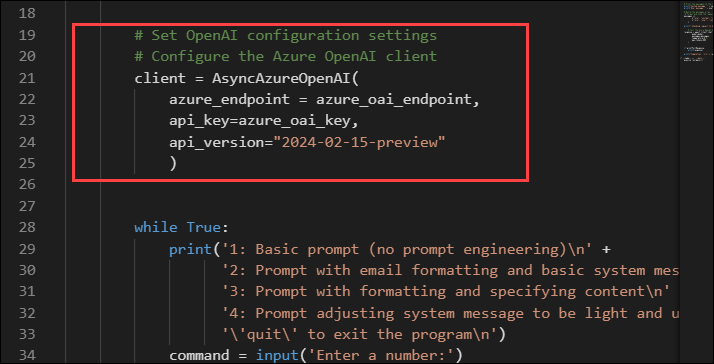 18
19 # Set OpenAI configuration settings
20 # Configure the Azure OpenAI client
21 client = AsyncAzureOpenAI(
22 azure_endpoint = azure_oai_endpoint,
23 api_key=azure_oai_key,
24 api_version="2024-02-15-preview"
25 )
26
27
28 while True:
29 print('1: Basic prompt (no prompt engineering)\n' +
30 '2: Prompt with email formatting and basic system mes
31 '3: Prompt with formatting and specifying content\n'
32 '4: Prompt adjusting system message to be light and u
33 '\'quit\' to exit the program\n')
34 command = input('Enter a number:')